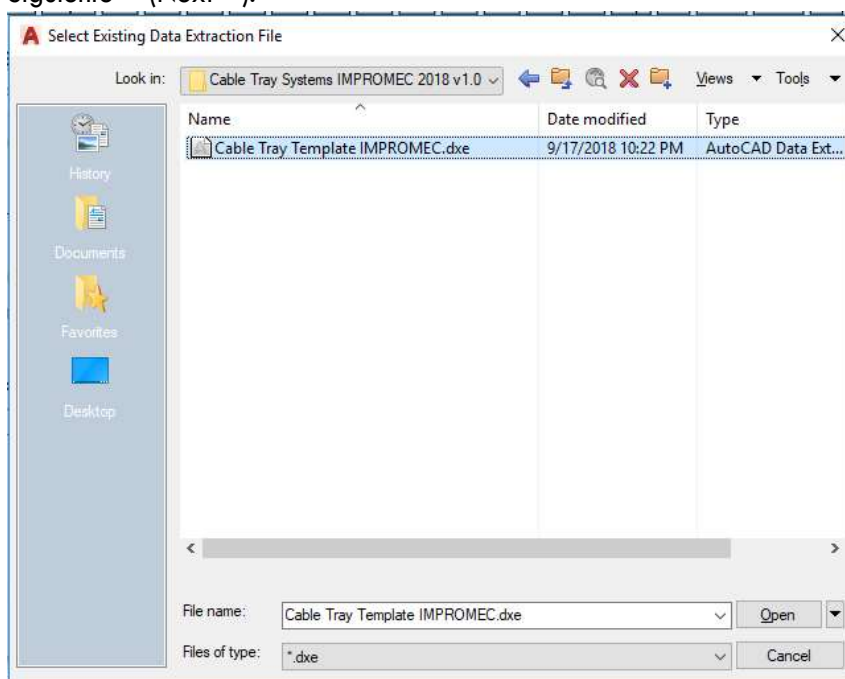 Select Existing Data Extraction File
Look in: Cable Tray Systems IMPROMEC 2018 v1.0 Views Tools
Name Date modified Type
Cable Tray Template IMPROMEC.dxe 9/17/2018 10:22 PM AutoCAD Data Ext...
History
Documents
Favorites
Desktop
File name: Cable Tray Template IMPROMEC.dxe Open
Files of type: *.dxe Cancel